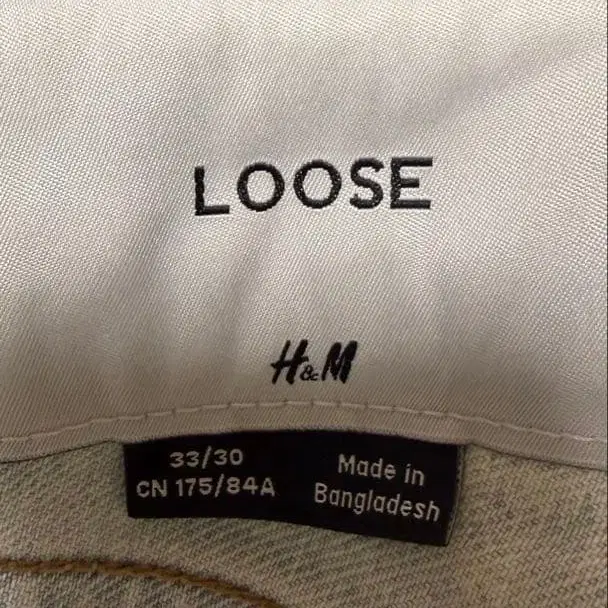 LOOSE
H&M
33/30
CN 175/84A
Made in
Bangladesh